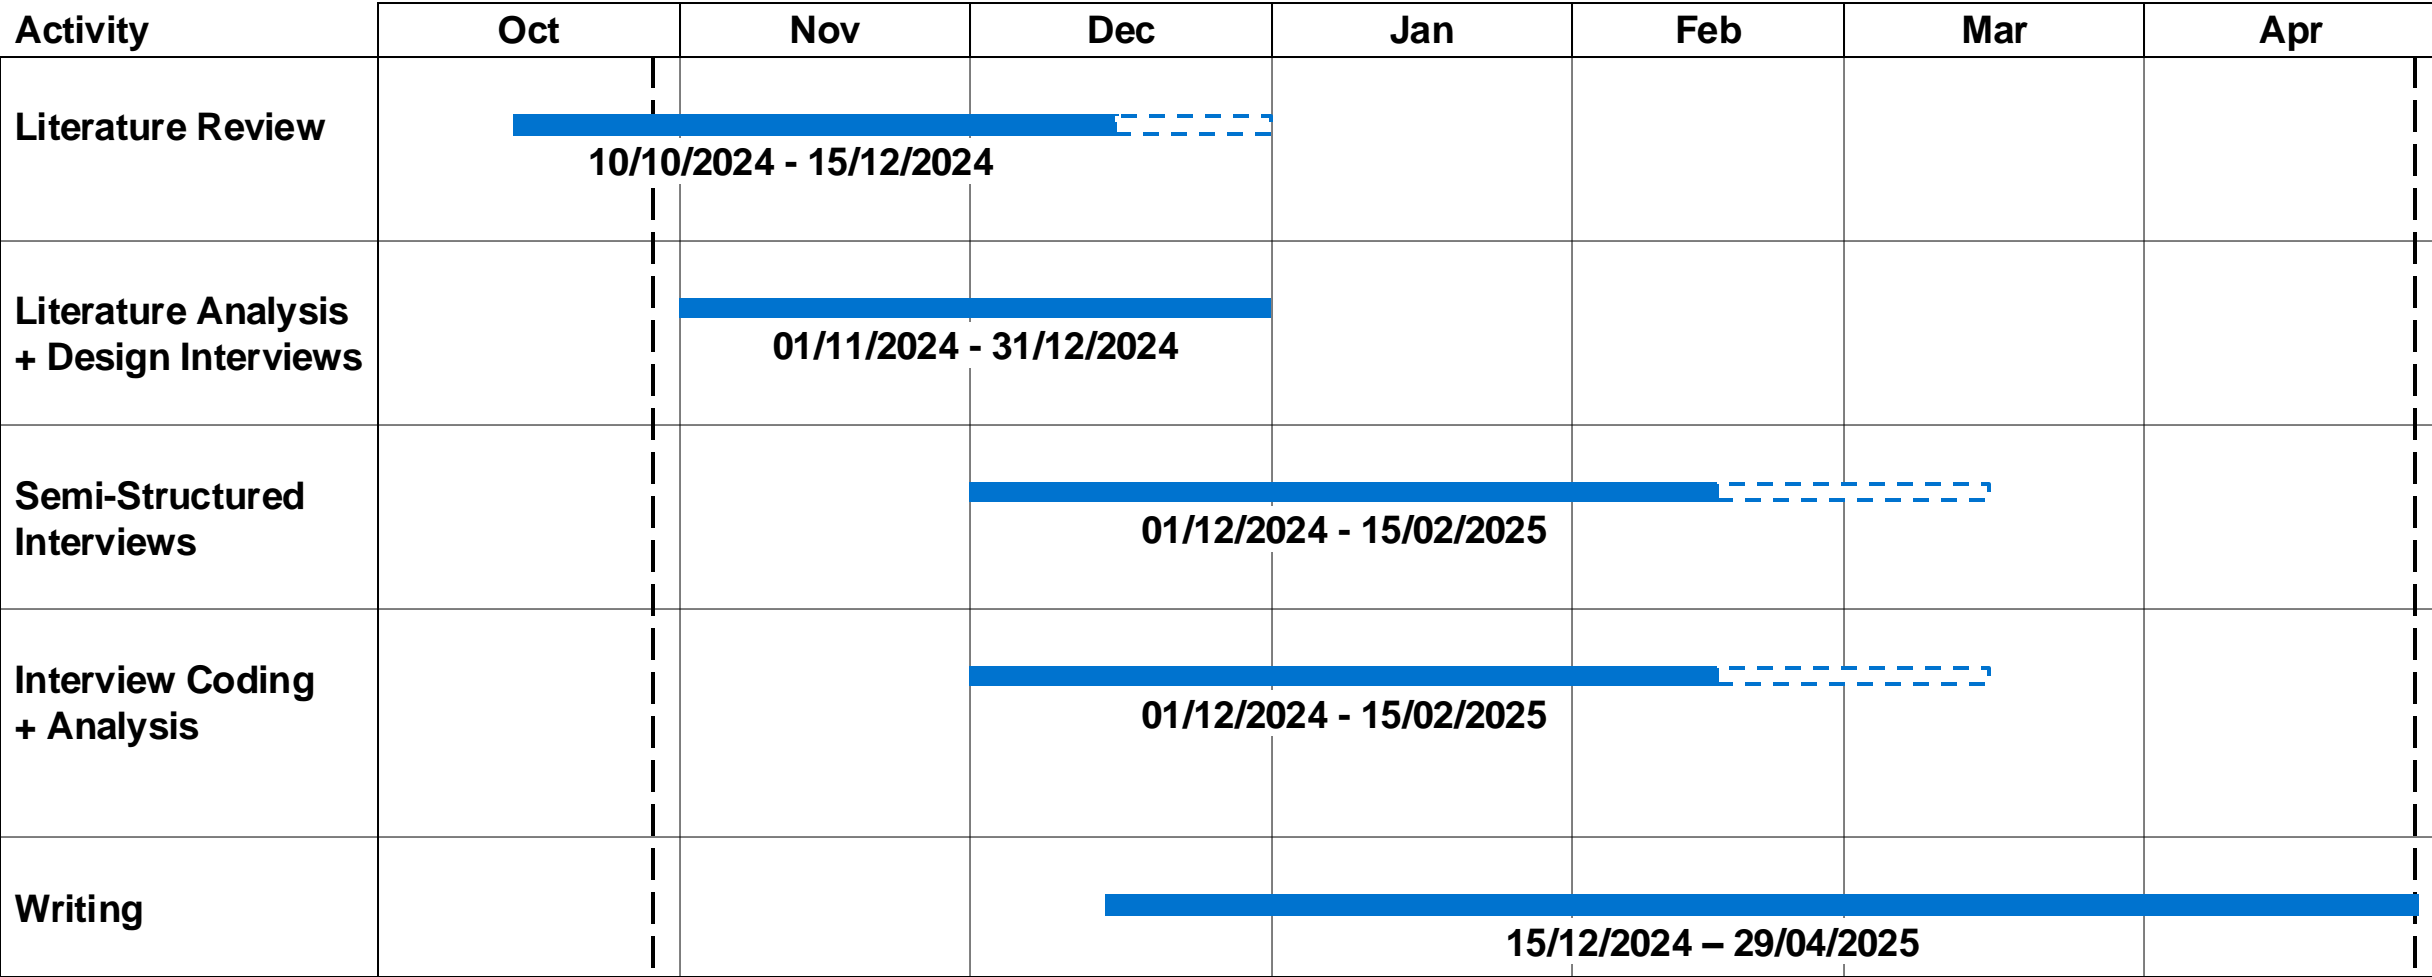 Activity Oct Nov Dec Jan Feb Mar Apr
Literature Review
10/10/2024 - 15/12/2024
Literature Analysis
+ Design Interviews
01/11/2024 - 31/12/2024
Semi-Structured
Interviews
01/12/2024 - 15/02/2025
Interview Coding
+ Analysis
01/12/2024 - 15/02/2025
Writing
15/12/2024 – 29/04/2025